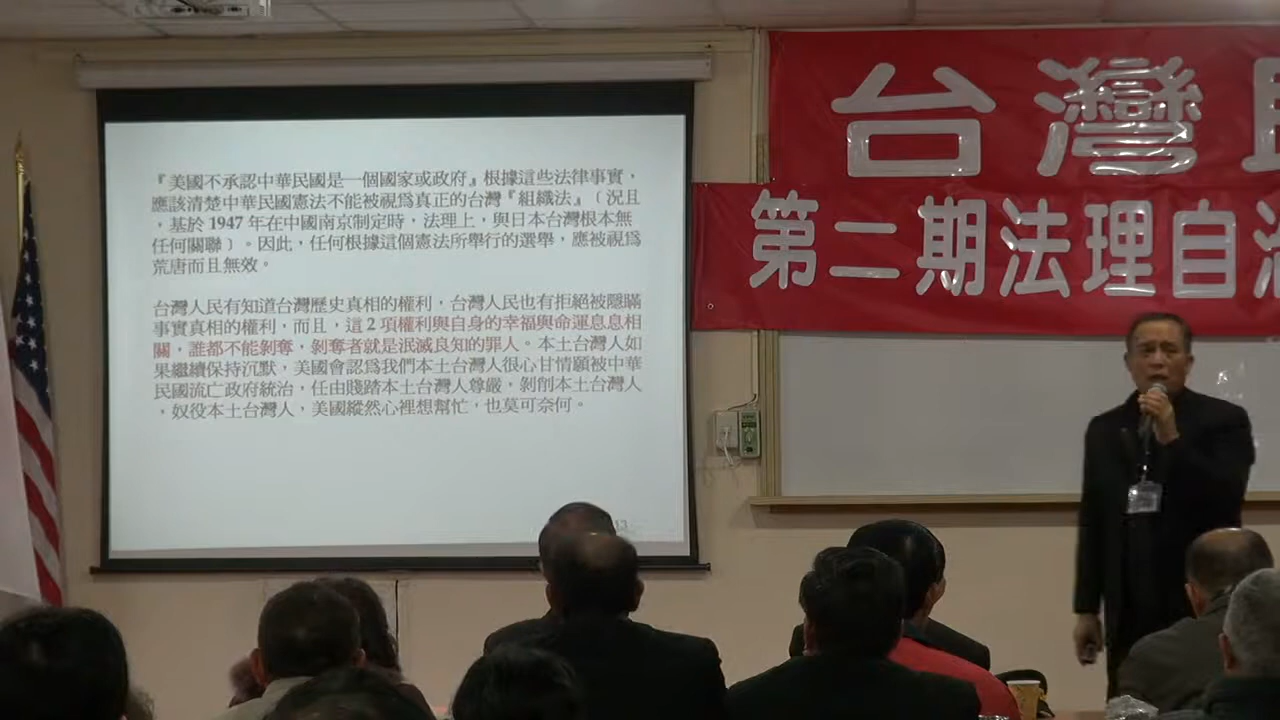 『美國不承認中華民國是一個國家或政府』根據這些法律事實，
應該清楚中華民國憲法不能被視為真正的台灣『組織法』﹝況且
，基於 1947 年在中國南京制定時，法理上，與日本台灣根本無
任何關聯﹞。因此，任何根據這個憲法所舉行的選舉，應被視為
荒唐而且無效。
台灣人民有知道台灣歷史真相的權利，台灣人民也有拒絕被隱瞞
事實真相的權利，而且，這 2 項權利與自身的幸福與命運息息相
關，誰都不能剝奪，剝奪者就是泯滅良知的罪人。本土台灣人如
果繼續保持沉默，美國會認為我們本土台灣人很心甘情願被中華
民國流亡政府統治，任由賤踏本土台灣人尊嚴，剝削本土台灣人
，奴役本土台灣人，美國縱然心裡想幫忙，也莫可奈何。
13
台灣
第二期法理自治